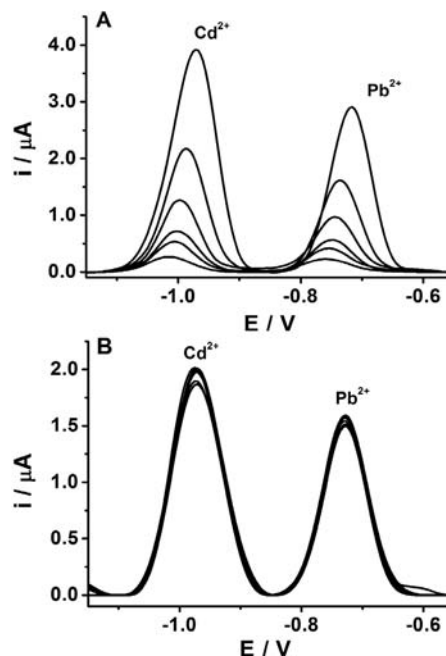 A
Cd2+
Pb2+
i / μA
4.0
3.0
2.0
1.0
0.0
-1.0
-0.8
-0.6
E / V
B
Cd2+
Pb2+
i / μA
2.0
1.5
1.0
0.5
0.0
-1.0
-0.8
-0.6
E / V